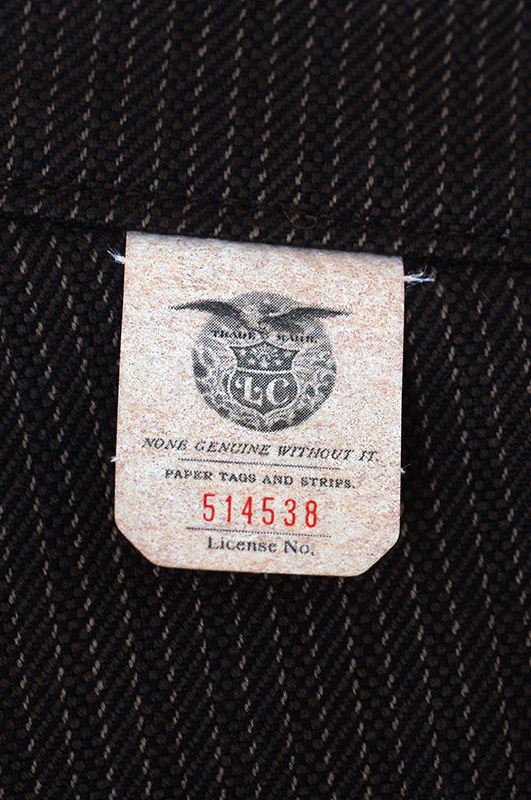 TRADE MARK.
LC
NONE GENUINE WITHOUT IT.
PAPER TAGS AND STRIPS.
514538
License No.